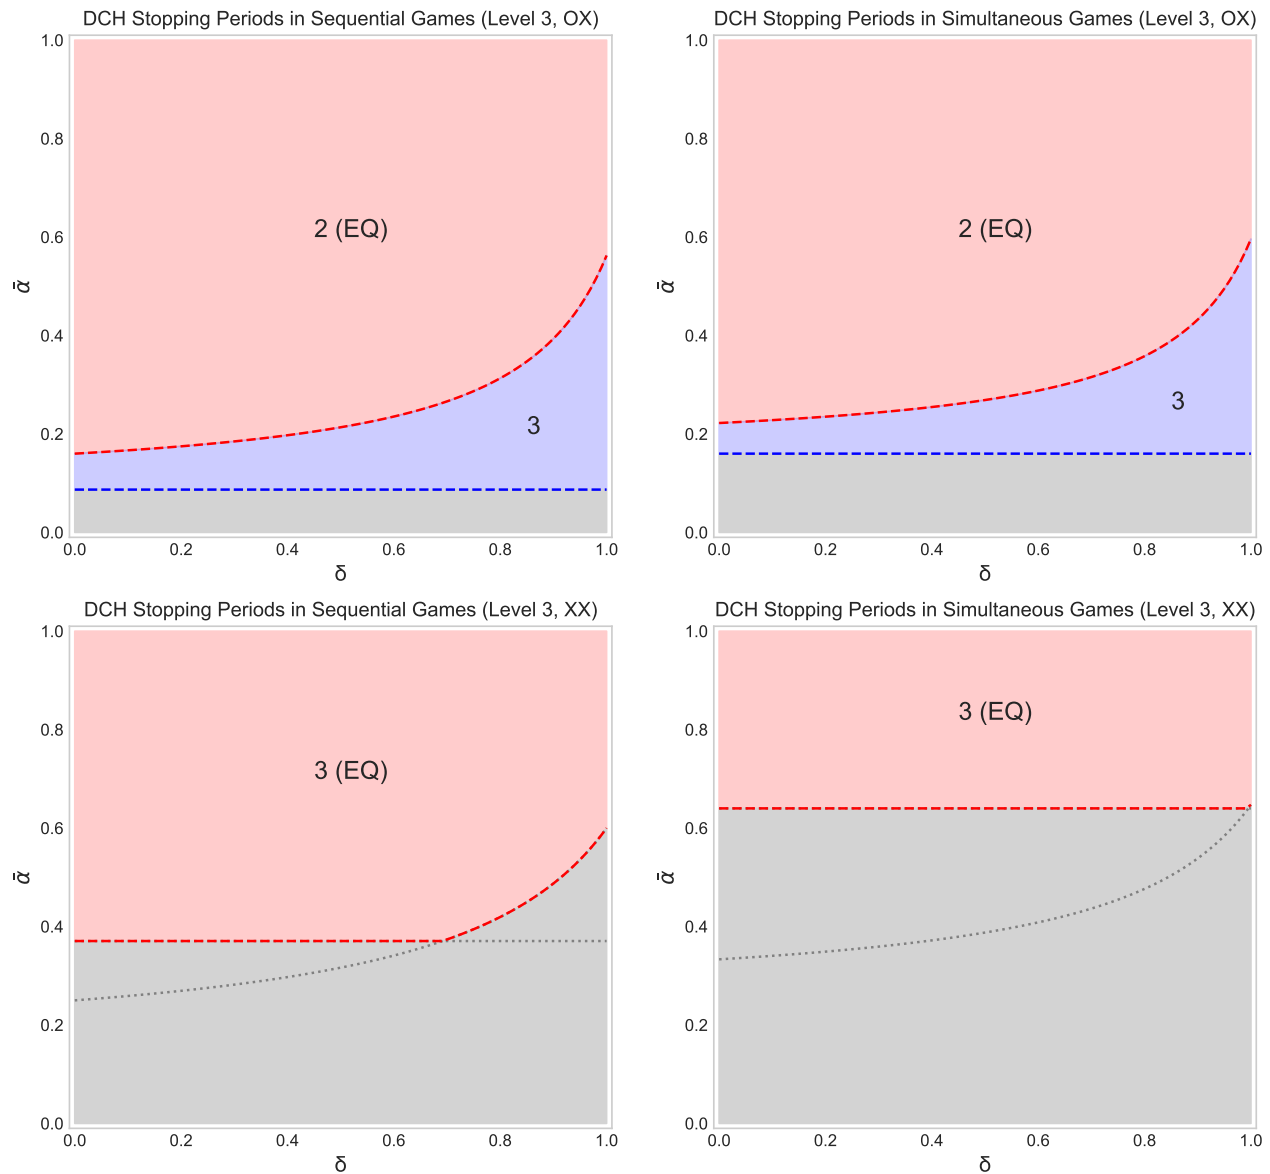 DCH Stopping Periods in Sequential Games (Level 3, OX)
1.0
0.8
0.6
0.4
0.2
0.0
ᾱ
2 (EQ)
3
0.0 0.2 0.4 0.6 0.8 1.0
δ
DCH Stopping Periods in Simultaneous Games (Level 3, OX)
1.0
0.8
0.6
0.4
0.2
0.0
ᾱ
2 (EQ)
3
0.0 0.2 0.4 0.6 0.8 1.0
δ
DCH Stopping Periods in Sequential Games (Level 3, XX)
1.0
0.8
0.6
0.4
0.2
0.0
ᾱ
3 (EQ)
0.0 0.2 0.4 0.6 0.8 1.0
δ
DCH Stopping Periods in Simultaneous Games (Level 3, XX)
1.0
0.8
0.6
0.4
0.2
0.0
ᾱ
3 (EQ)
0.0 0.2 0.4 0.6 0.8 1.0
δ